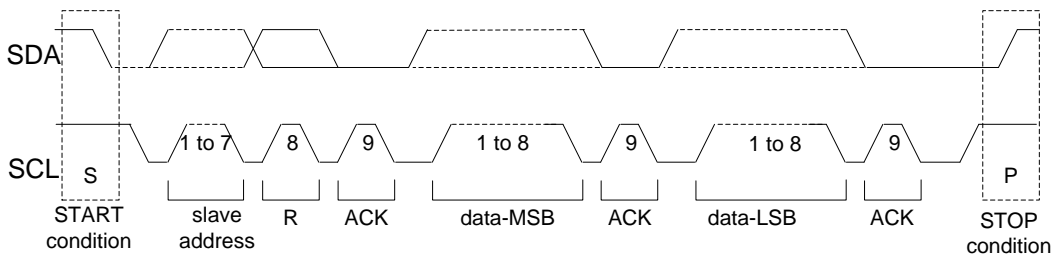 SDA
1 to 7 8 9 1 to 8 9 1 to 8 9
SCL
S P
START condition
slave address
R
ACK
data-MSB
ACK
data-LSB
ACK
STOP condition